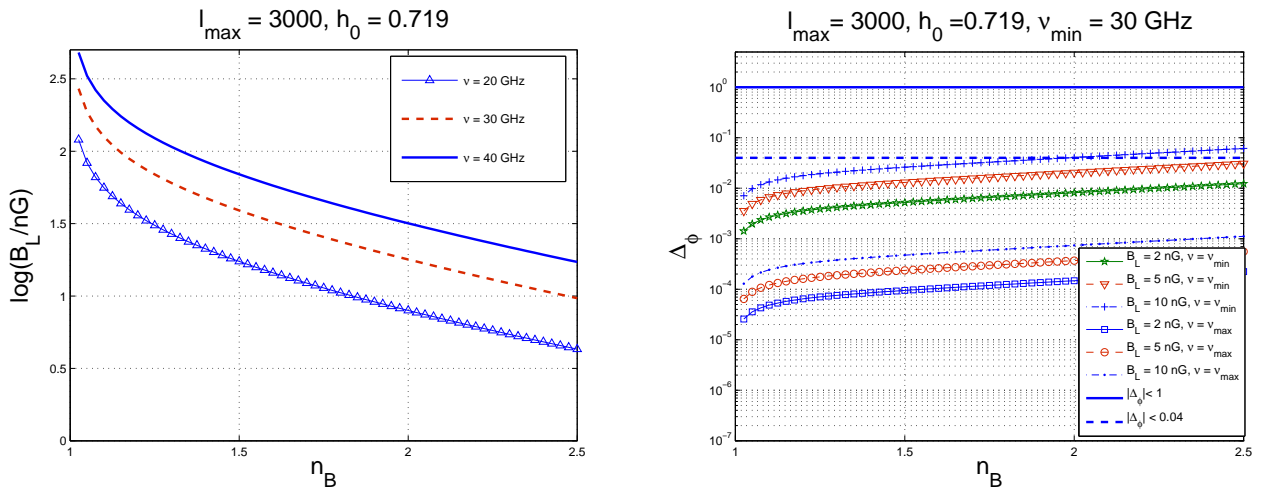 l_max = 3000, h_0 = 0.719
log(B_L/nG)
2.5
2
1.5
1
0.5
0
1
1.5
2
2.5
n_B
ν = 20 GHz
ν = 30 GHz
ν = 40 GHz
l_max = 3000, h_0 =0.719, ν_min = 30 GHz
Δ_ϕ
10^0
10^-1
10^-2
10^-3
10^-4
10^-5
10^-6
10^-7
1
1.5
2
2.5
n_B
B_L = 2 nG, ν = ν_min
B_L = 5 nG, ν = ν_min
B_L = 10 nG, ν = ν_min
B_L = 2 nG, ν = ν_max
B_L = 5 nG, ν = ν_max
B_L = 10 nG, ν = ν_max
|Δ_ϕ| < 1
|Δ_ϕ| < 0.04